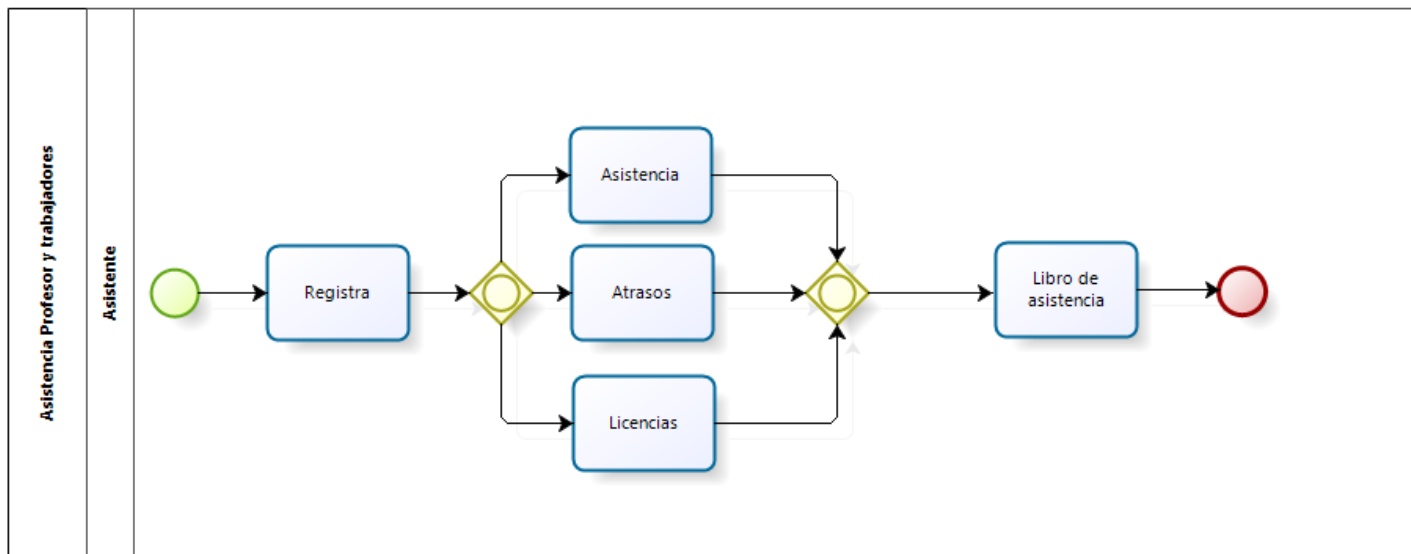 Asistencia Profesor y trabajadores
Asistente
Registra
Asistencia
Atrasos
Licencias
Libro de
asistencia